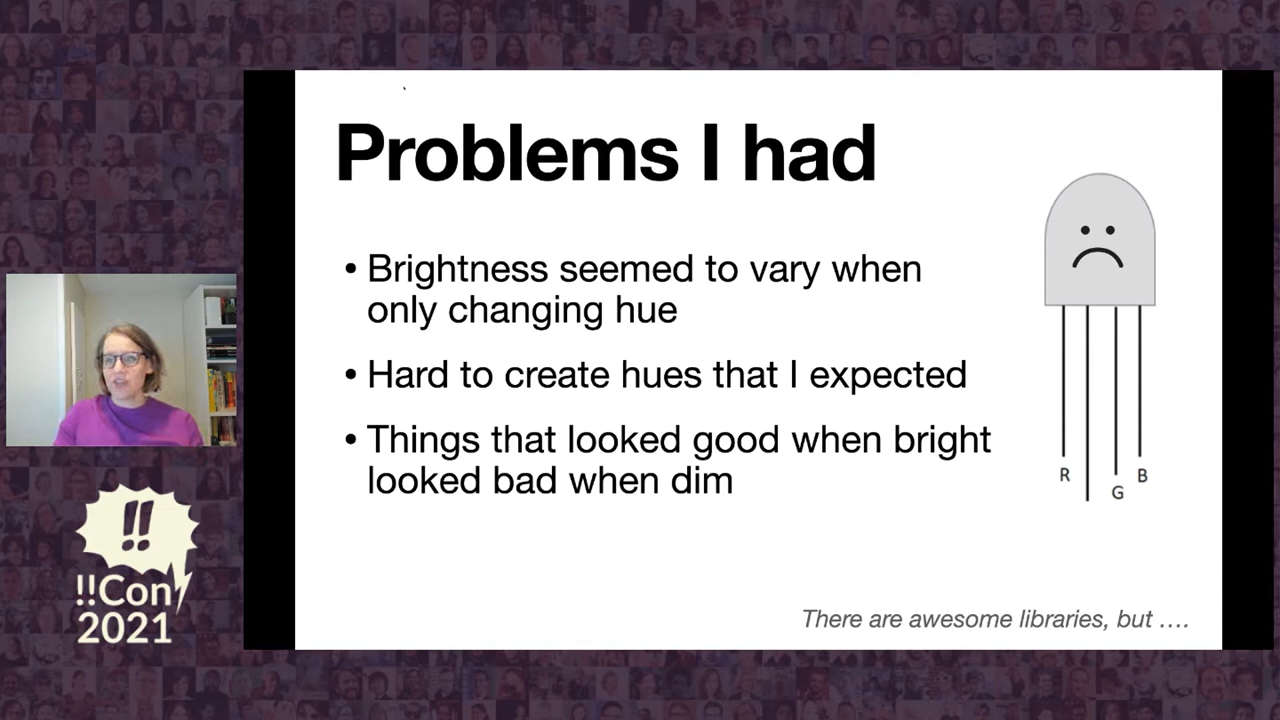 Problems I had
• Brightness seemed to vary when
only changing hue
• Hard to create hues that I expected
• Things that looked good when bright
looked bad when dim
R
G
B
There are awesome libraries, but ….
!!
!!Con
2021